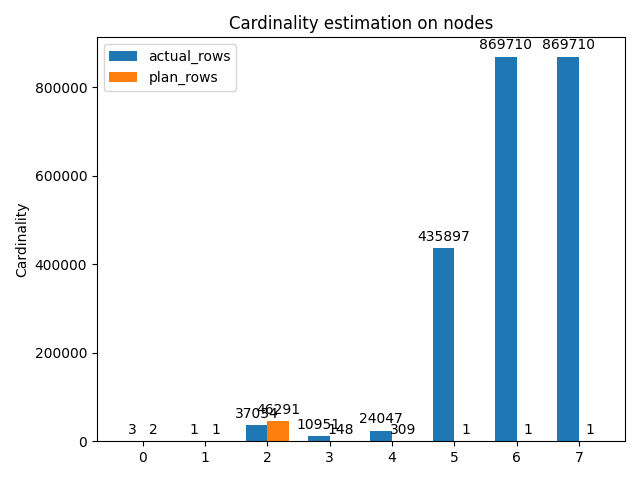 Cardinality estimation on nodes
actual_rows
plan_rows
Cardinality
800000
600000
400000
200000
0
3 2
1 1
46291
10951 148
24047 309
435897 1
869710 1
869710 1
0 1 2 3 4 5 6 7